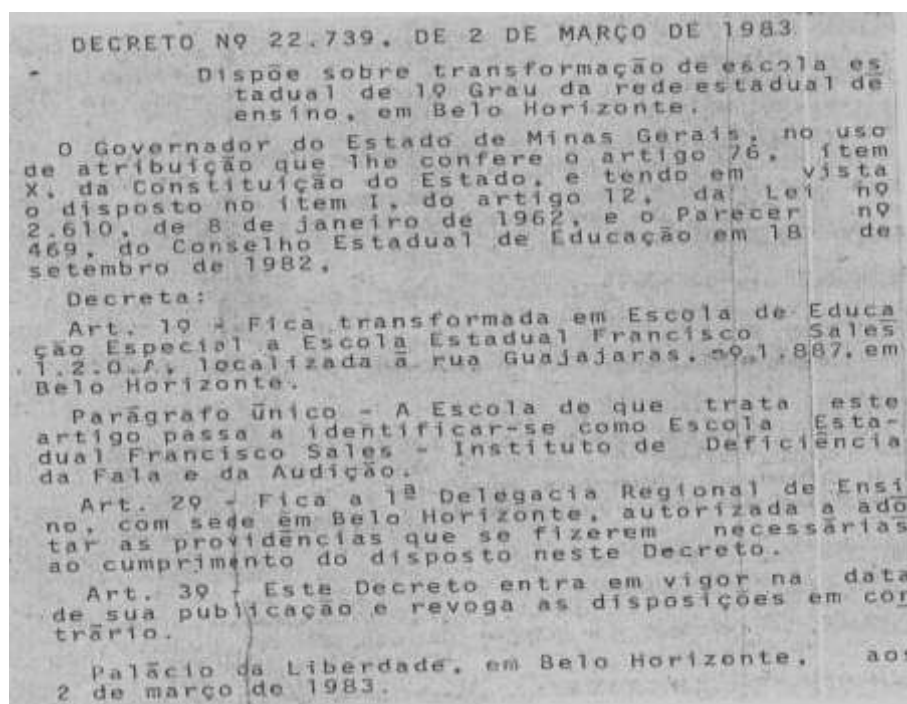 DECRETO Nº 22.739, DE 2 DE MARÇO DE 1983
Dispõe sobre transformação de escola es
tadual de 1º Grau da rede estadual de
ensino, em Belo Horizonte.
O Governador do Estado de Minas Gerais, no uso
de atribuição que lhe confere o artigo 76, ítem
X, da Constituição do Estado, e tendo em vista
o disposto no ítem I, do artigo 12, da Lei nº
2.610, de 8 de janeiro de 1962, e o Parecer nº
469, do Conselho Estadual de Educação em 18 de
setembro de 1982,
Decreta:
Art. 1º - Fica transformada em Escola de Educa
ção Especial a Escola Estadual Francisco Sales
1.2.0.A, localizada à rua Guajajaras, nº 1.887, em
Belo Horizonte.
Parágrafo único - A Escola de que trata este
artigo passa a identificar-se como Escola Esta-
dual Francisco Sales - Instituto de Deficiência
da Fala e da Audição.
Art. 2º - Fica a 1ª Delegacia Regional de Ensi
no, com sede em Belo Horizonte, autorizada a ado
tar as providências que se fizerem necessárias
ao cumprimento do disposto neste Decreto.
Art. 3º - Este Decreto entra em vigor na data
de sua publicação e revoga as disposições em con
trário.
Palácio da Liberdade, em Belo Horizonte, aos
2 de março de 1983.